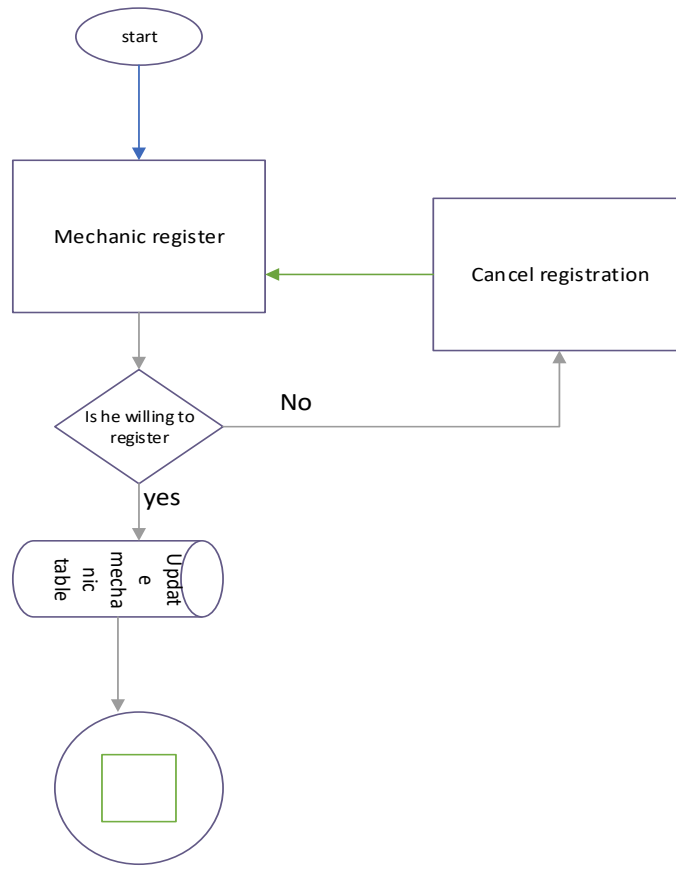 start
Mechanic register
Cancel registration
Is he willing to
register
No
yes
Updat
e
mecha
nic
table